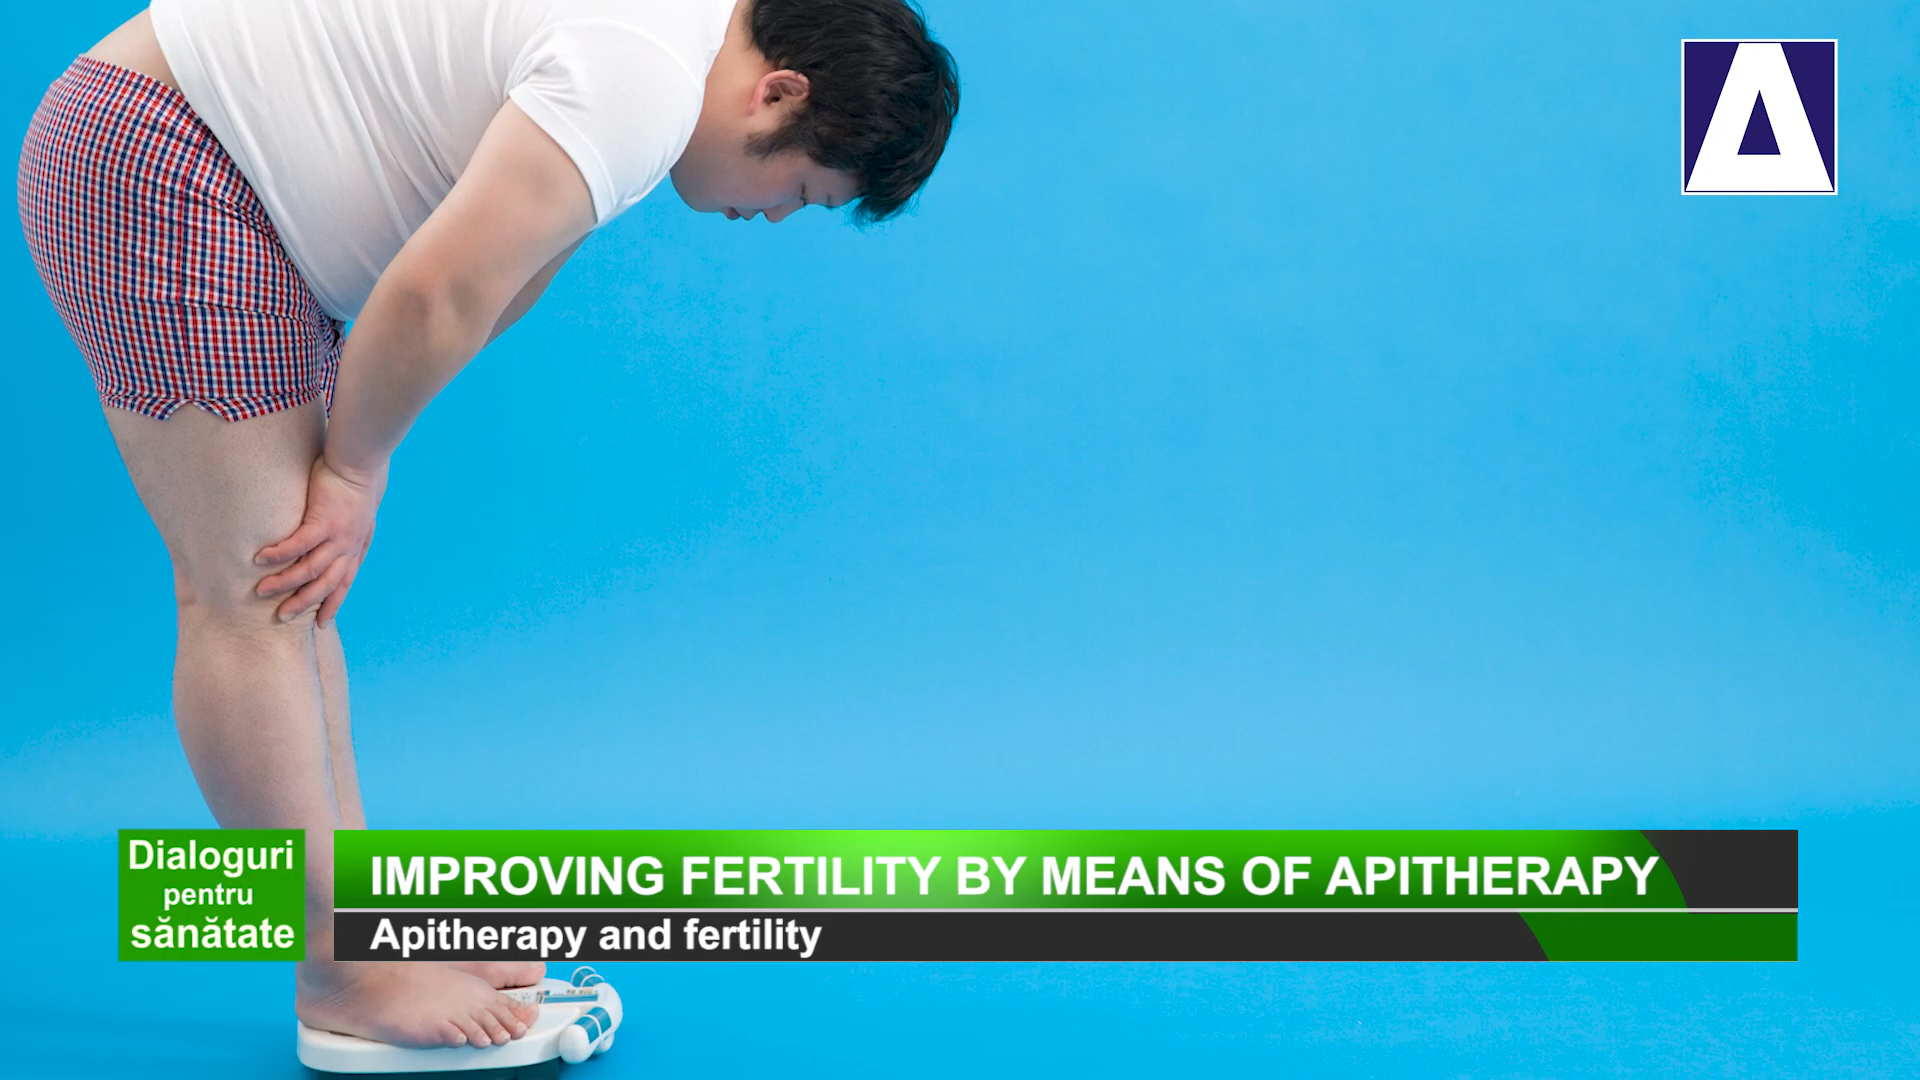 A
Dialoguri
pentru
sănătate
IMPROVING FERTILITY BY MEANS OF APITHERAPY
Apitherapy and fertility